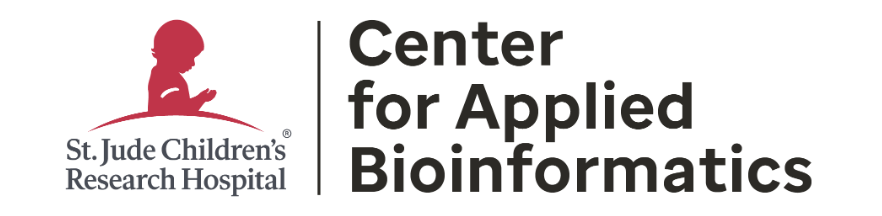 St. Jude Children's®
Research Hospital
Center
for Applied
Bioinformatics